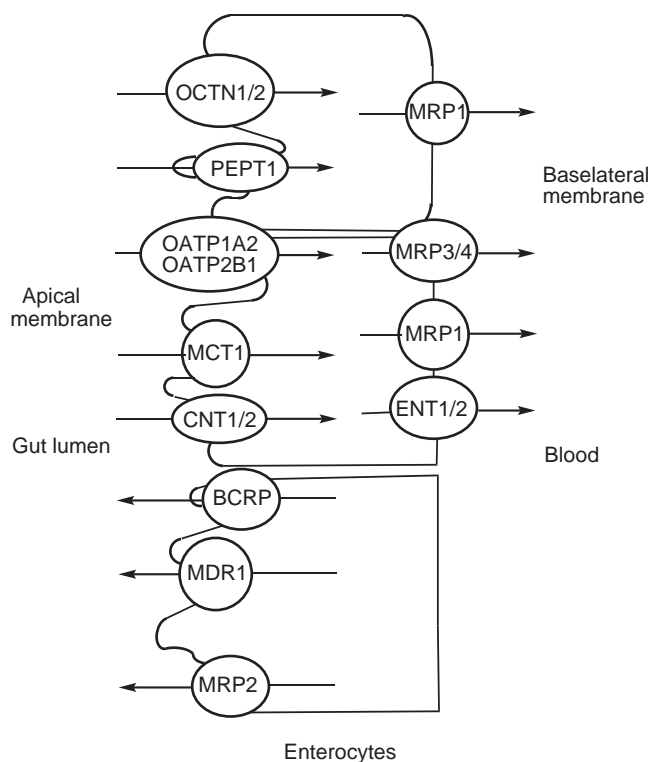 OCTN1/2
MRP1
PEPT1
Baselateral
membrane
OATP1A2
OATP2B1
MRP3/4
Apical
membrane
MCT1
MRP1
CNT1/2
ENT1/2
Gut lumen
Blood
BCRP
MDR1
MRP2
Enterocytes